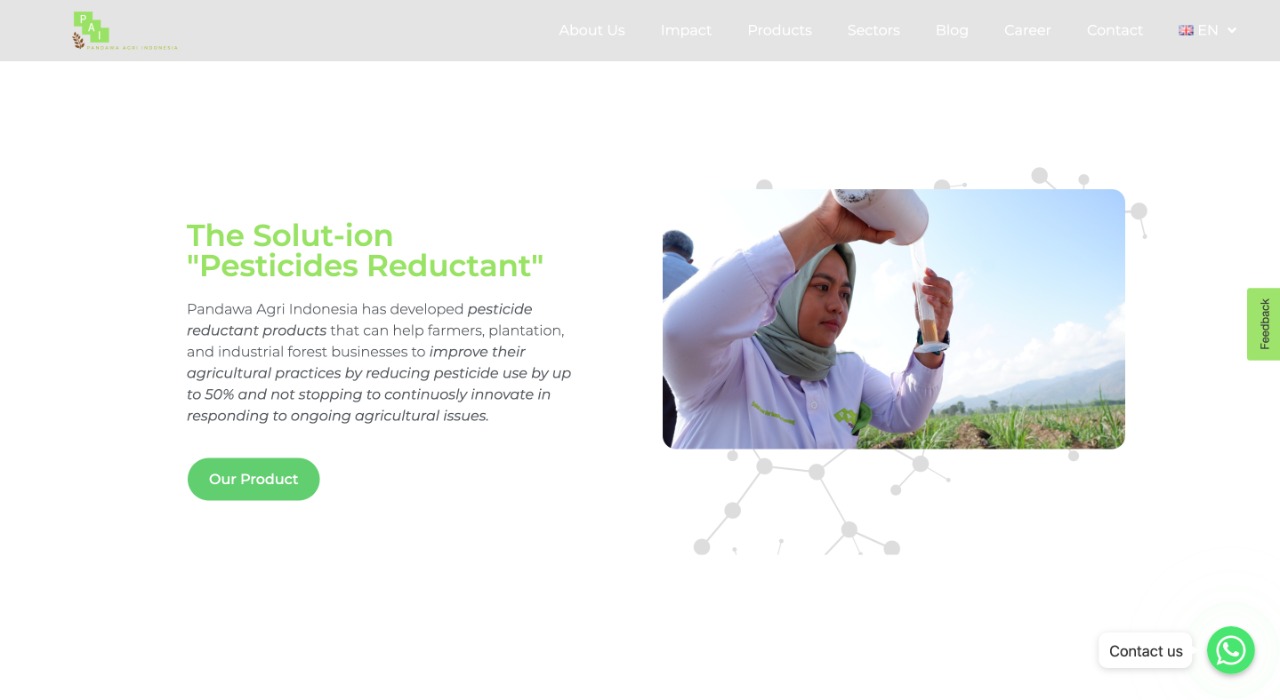 P
A
I
PANDAWA AGRI INDONESIA
About Us
Impact
Products
Sectors
Blog
Career
Contact
EN
The Solut-ion
"Pesticides Reductant"
Pandawa Agri Indonesia has developed pesticide
reductant products that can help farmers, plantation,
and industrial forest businesses to improve their
agricultural practices by reducing pesticide use by up
to 50% and not stopping to continuosly innovate in
responding to ongoing agricultural issues.
Our Product
Feedback
Contact us